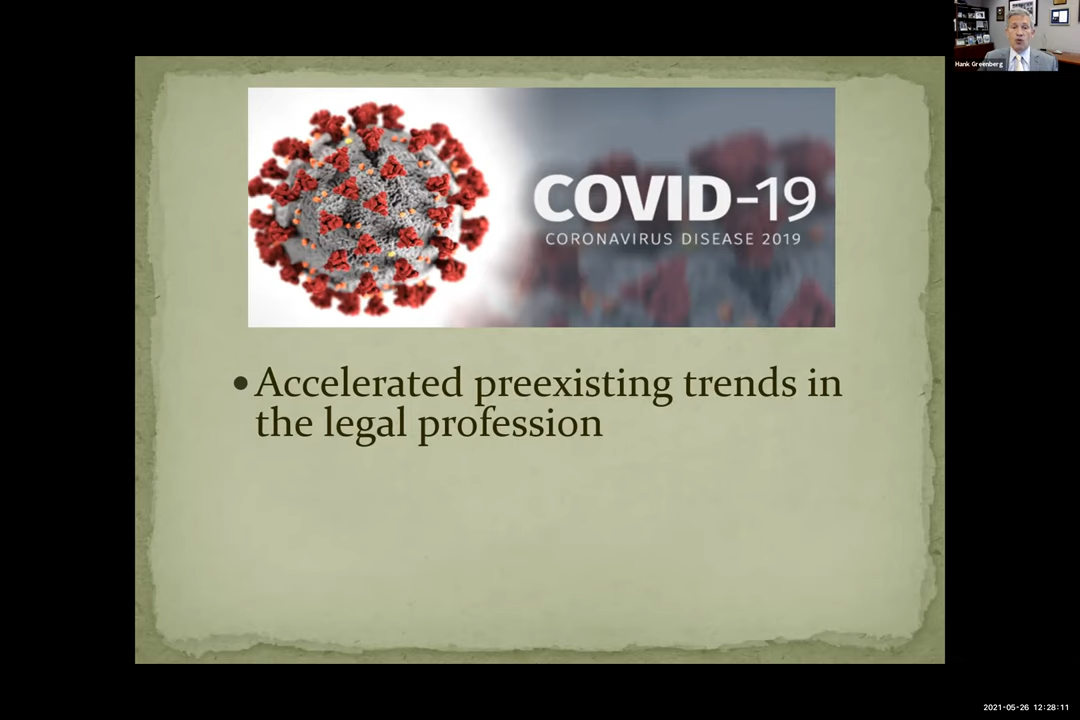 Hank Greenberg
COVID-19
CORONAVIRUS DISEASE 2019
• Accelerated preexisting trends in
the legal profession
2021-05-26 12:28:11